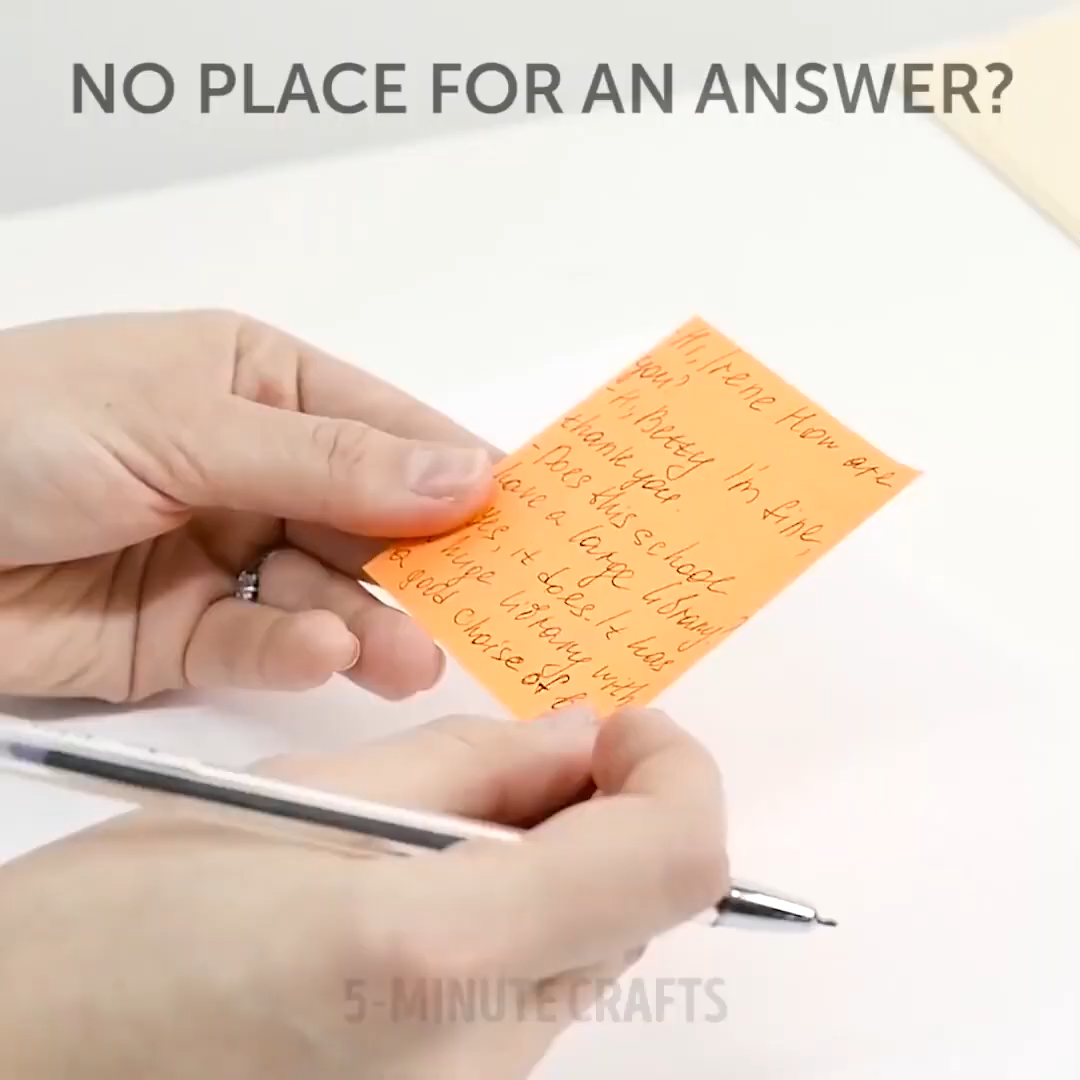 NO PLACE FOR AN ANSWER?
Hi, Irene How are
you?
-Hi, Betty I'm fine,
thank you.
-Does this school
have a large library?
Yes, it does. It has
a huge library with
a good choise of
5-MINUTE CRAFTS